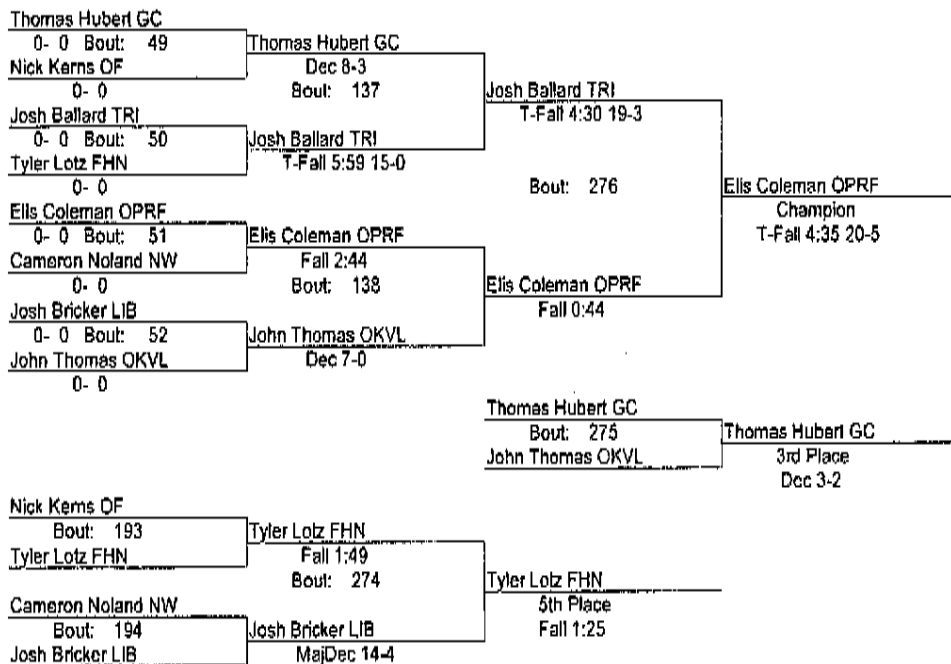 Thomas Hubert GC
0- 0 Bout: 49
Nick Kerns OF
0- 0
Josh Ballard TRI
0- 0 Bout: 50
Tyler Lotz FHN
0- 0
Elis Coleman OPRF
0- 0 Bout: 51
Cameron Noland NW
0- 0
Josh Bricker LIB
0- 0 Bout: 52
John Thomas OKVL
0- 0
Thomas Hubert GC
Dec 8-3
Bout: 137
Josh Ballard TRI
T-Fall 5:59 15-0
Elis Coleman OPRF
Fall 2:44
Bout: 138
John Thomas OKVL
Dec 7-0
Josh Ballard TRI
T-Fall 4:30 19-3
Bout: 276
Elis Coleman OPRF
Fall 0:44
Elis Coleman OPRF
Champion
T-Fall 4:35 20-5
Thomas Hubert GC
Bout: 275
John Thomas OKVL
Thomas Hubert GC
3rd Place
Dec 3-2
Nick Kerns OF
Bout: 193
Tyler Lotz FHN
Cameron Noland NW
Bout: 194
Josh Bricker LIB
Tyler Lotz FHN
Fall 1:49
Bout: 274
Josh Bricker LIB
MajDec 14-4
Tyler Lotz FHN
5th Place
Fall 1:25